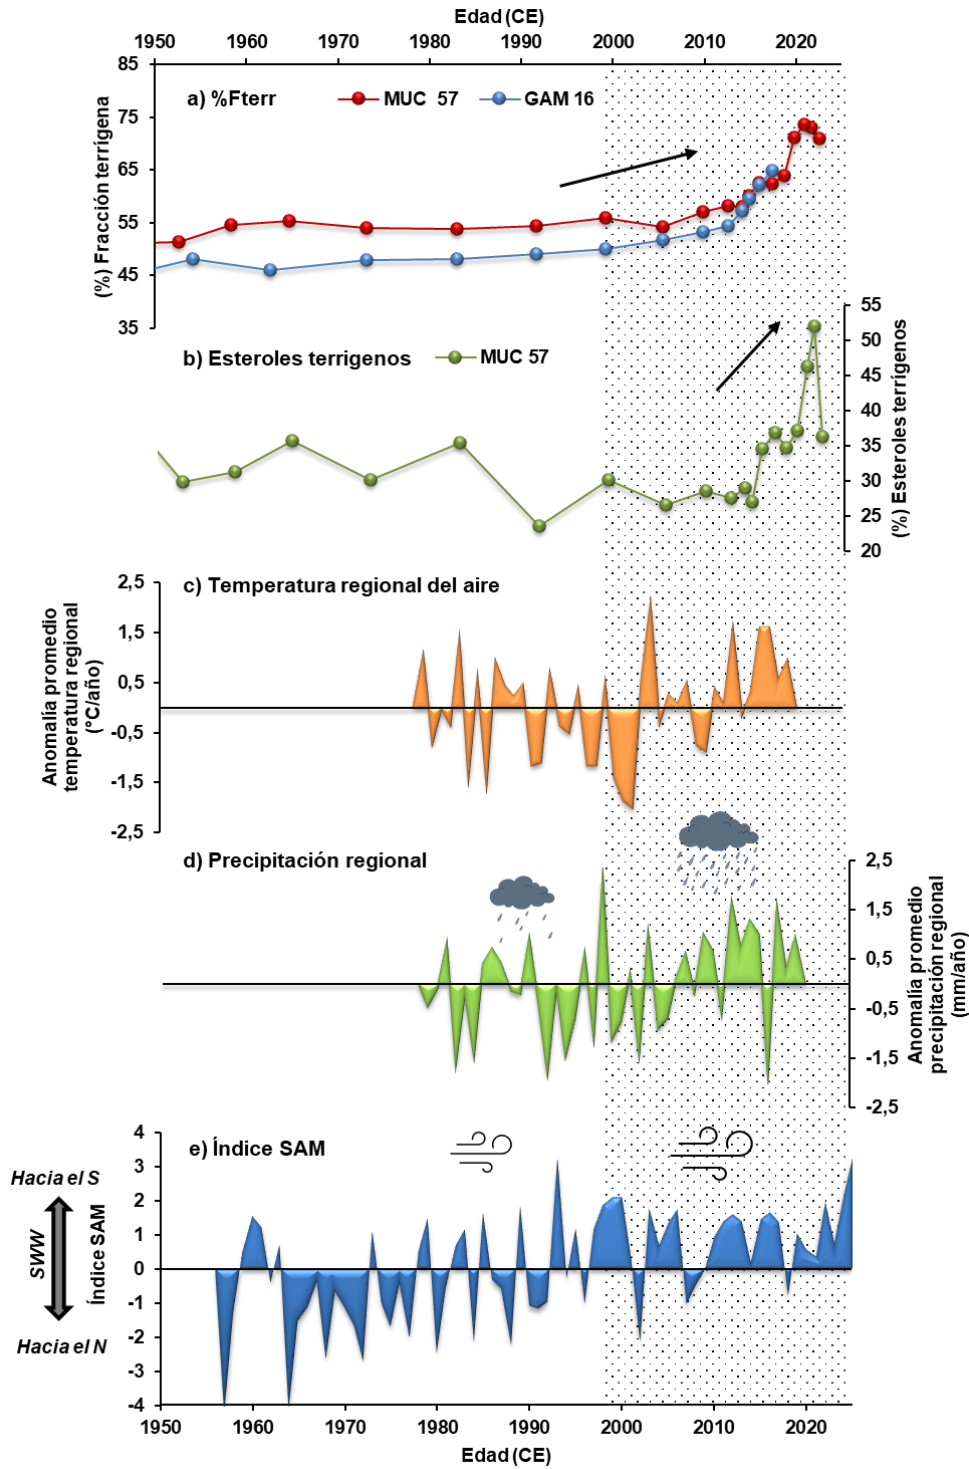 Edad (CE)
1950 1960 1970 1980 1990 2000 2010 2020
85
75
65
55
45
35
(%) Fracción terrígena
a) %Fterr
MUC 57
GAM 16
b) Esteroles terrigenos
MUC 57
55
50
45
40
35
30
25
20
(%) Esteroles terrígenos
c) Temperatura regional del aire
2,5
1,5
0,5
-0,5
-1,5
-2,5
Anomalia promedio
temperatura regional
(°C/año)
d) Precipitación regional
2,5
1,5
0,5
-0,5
-1,5
-2,5
Anomalia promedio
precipitación regional
(mm/año)
e) Índice SAM
4
3
2
1
0
-1
-2
-3
-4
Índice SAM
Hacia el S
SWW
Hacia el N
1950 1960 1970 1980 1990 2000 2010 2020
Edad (CE)